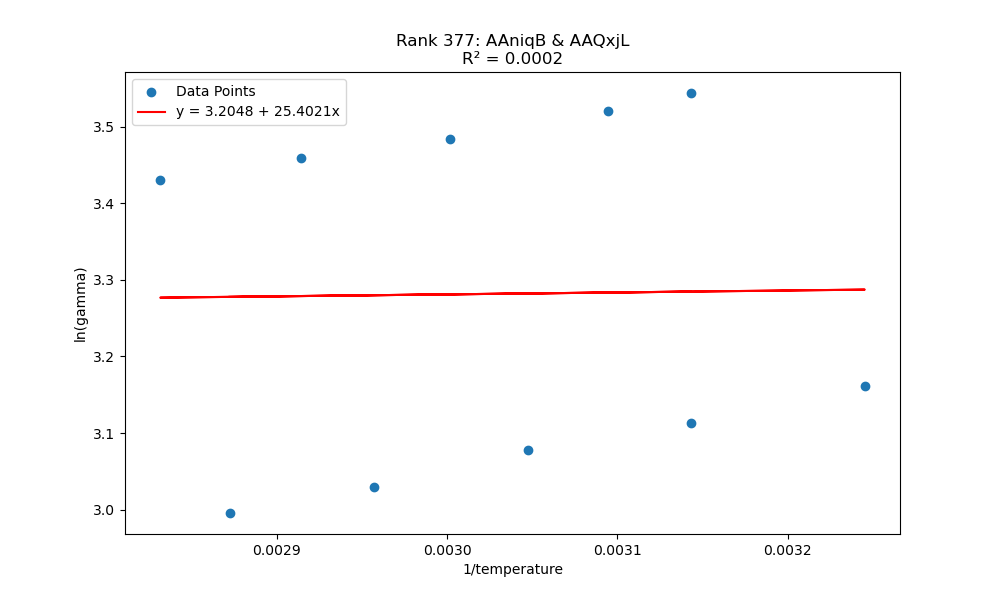 Rank 377: AAniqB & AAQxjL
R² = 0.0002
Data Points
y = 3.2048 + 25.4021x
3.5
3.4
3.3
3.2
3.1
3.0
ln(gamma)
0.0029
0.0030
0.0031
0.0032
1/temperature